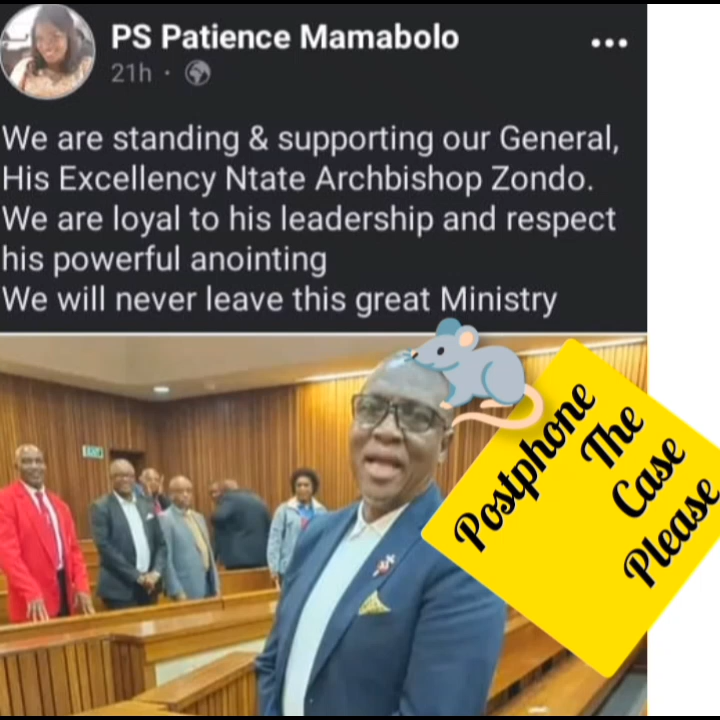 PS Patience Mamabolo
21h ·
We are standing & supporting our General,
His Excellency Ntate Archbishop Zondo.
We are loyal to his leadership and respect
his powerful anointing
We will never leave this great Ministry
EXIT
Postphone
The
Case
Please